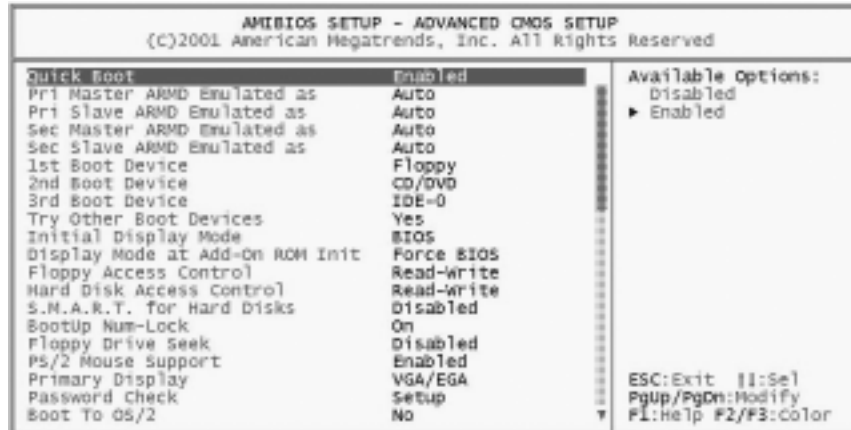 AMIBIOS SETUP - ADVANCED CMOS SETUP
(C)2001 American Megatrends, Inc. All Rights Reserved
Quick Boot Enabled
Pri Master ARMD Emulated as Auto
Pri Slave ARMD Emulated as Auto
Sec Master ARMD Emulated as Auto
Sec Slave ARMD Emulated as Auto
1st Boot Device Floppy
2nd Boot Device CD/DVD
3rd Boot Device IDE-0
Try Other Boot Devices Yes
Initial Display Mode BIOS
Display Mode at Add-On ROM Init Force BIOS
Floppy Access Control Read-Write
Hard Disk Access Control Read-Write
S.M.A.R.T. for Hard Disks Disabled
BootUp Num-Lock On
Floppy Drive Seek Disabled
PS/2 Mouse Support Enabled
Primary Display VGA/EGA
Password Check Setup
Boot To OS/2 No
Available Options:
Disabled
► Enabled
ESC:Exit ↑↓:Sel
PgUp/PgDn:Modify
F1:Help F2/F3:Color